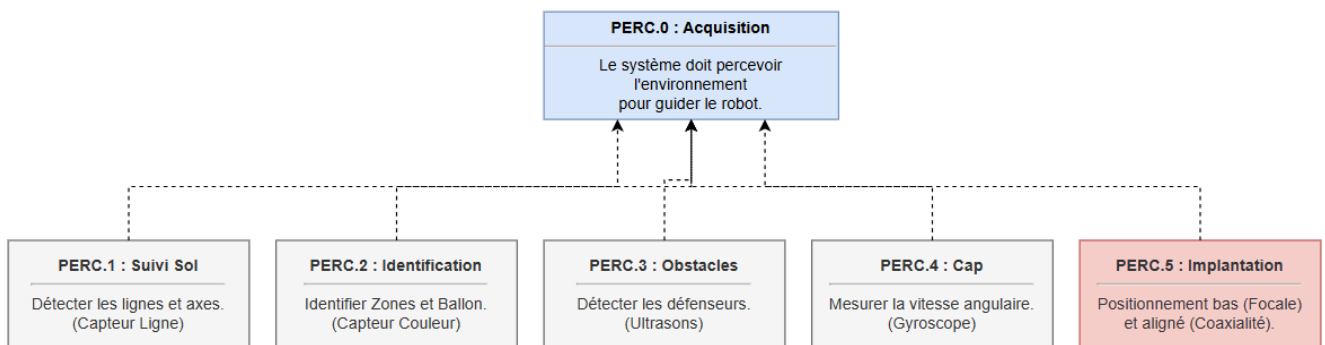 PERC.0 : Acquisition
Le système doit percevoir
l'environnement
pour guider le robot.
PERC.1 : Suivi Sol
Détecter les lignes et axes.
(Capteur Ligne)
PERC.2 : Identification
Identifier Zones et Ballon.
(Capteur Couleur)
PERC.3 : Obstacles
Détecter les défenseurs.
(Ultrasons)
PERC.4 : Cap
Mesurer la vitesse angulaire.
(Gyroscope)
PERC.5 : Implantation
Positionnement bas (Focale)
et aligné (Coaxialité).